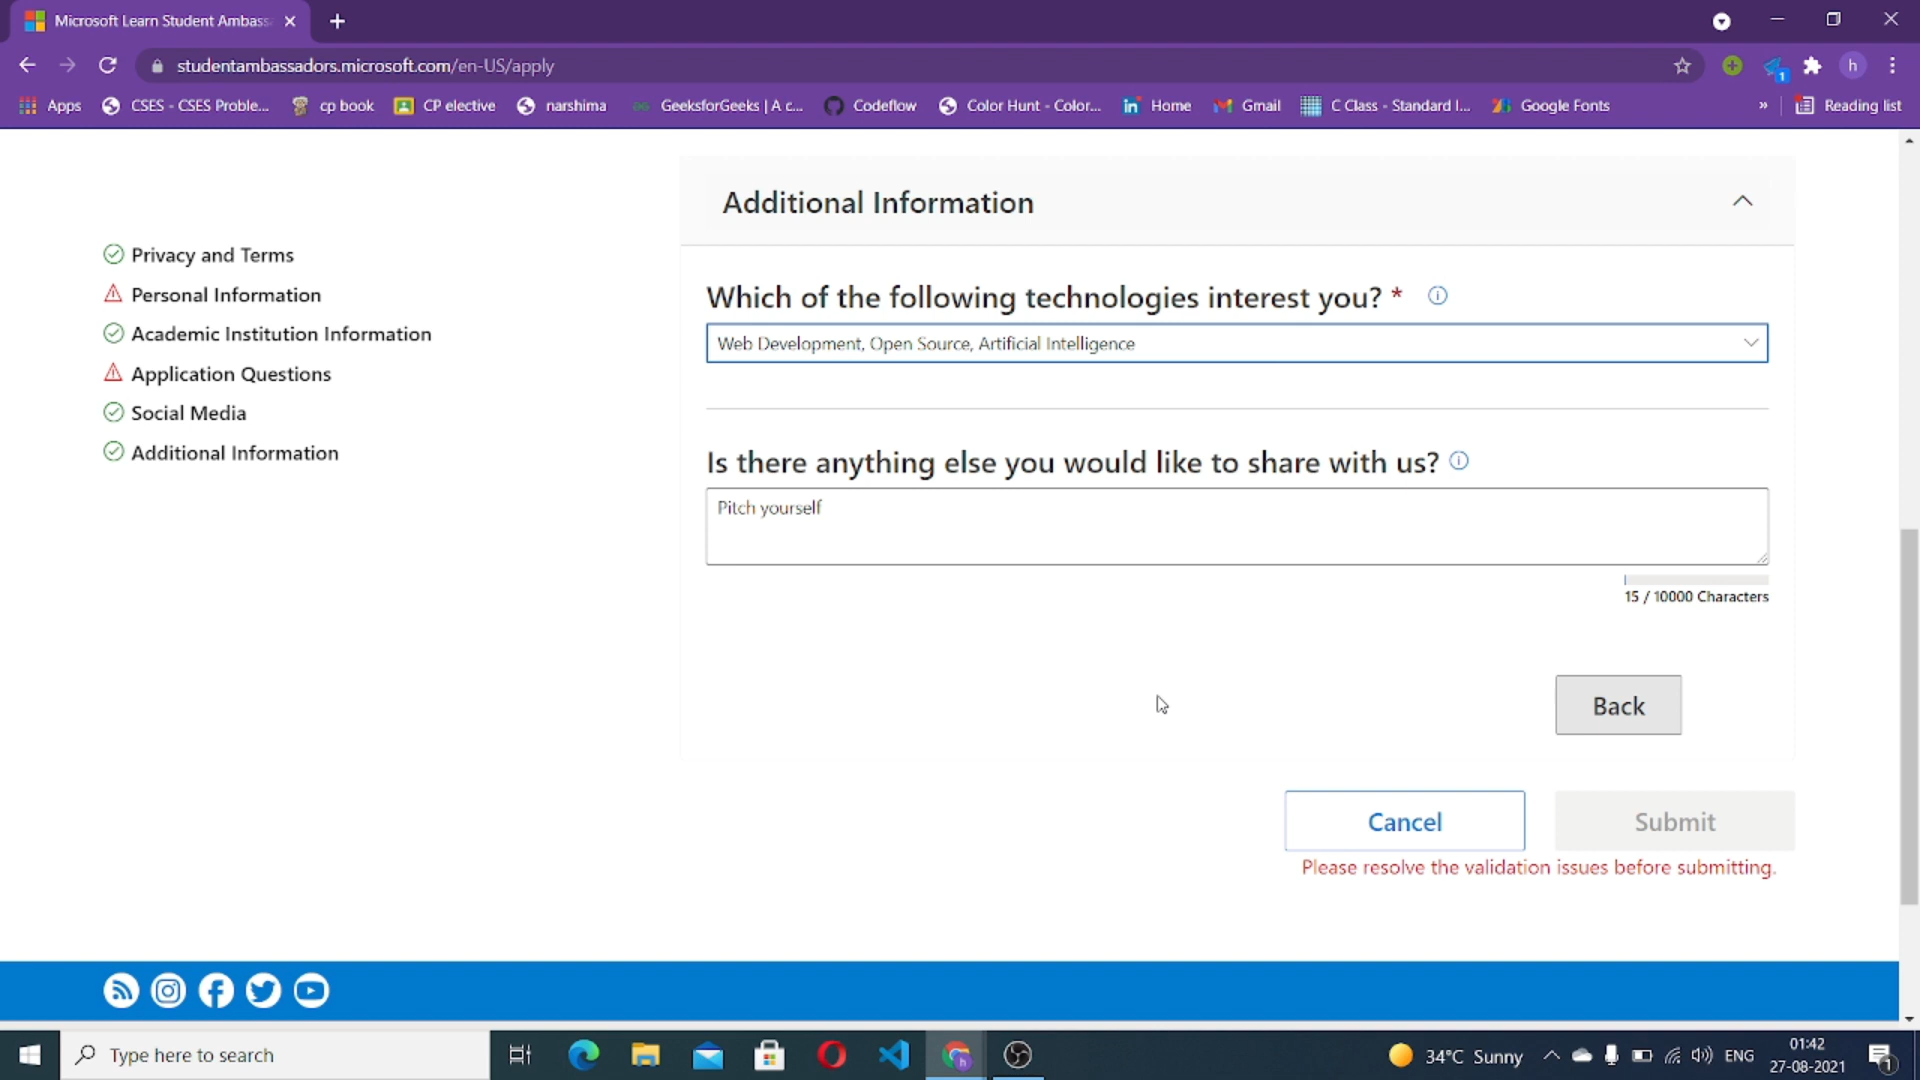 Microsoft Learn Student Ambass
studentambassadors.microsoft.com/en-US/apply
h
Apps
CSES - CSES Proble...
cp book
CP elective
narshima
GeeksforGeeks | A c...
Codeflow
Color Hunt - Color...
Home
Gmail
C Class - Standard I...
Google Fonts
»
Reading list
Additional Information
Privacy and Terms
Personal Information
Academic Institution Information
Application Questions
Social Media
Additional Information
Which of the following technologies interest you? *
Web Development, Open Source, Artificial Intelligence
Is there anything else you would like to share with us?
Pitch yourself
15 / 10000 Characters
Back
Cancel
Submit
Please resolve the validation issues before submitting.
Type here to search
34°C Sunny
ENG
01:42
27-08-2021
1